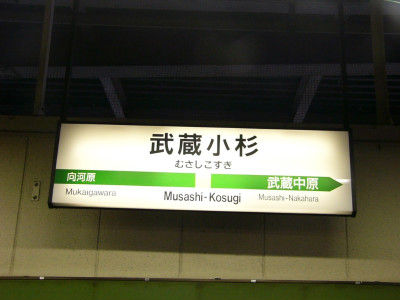 武蔵小杉
むさしこすぎ
向河原 武蔵中原
Mukaigawara Musashi-Kosugi Musashi-Nakahara